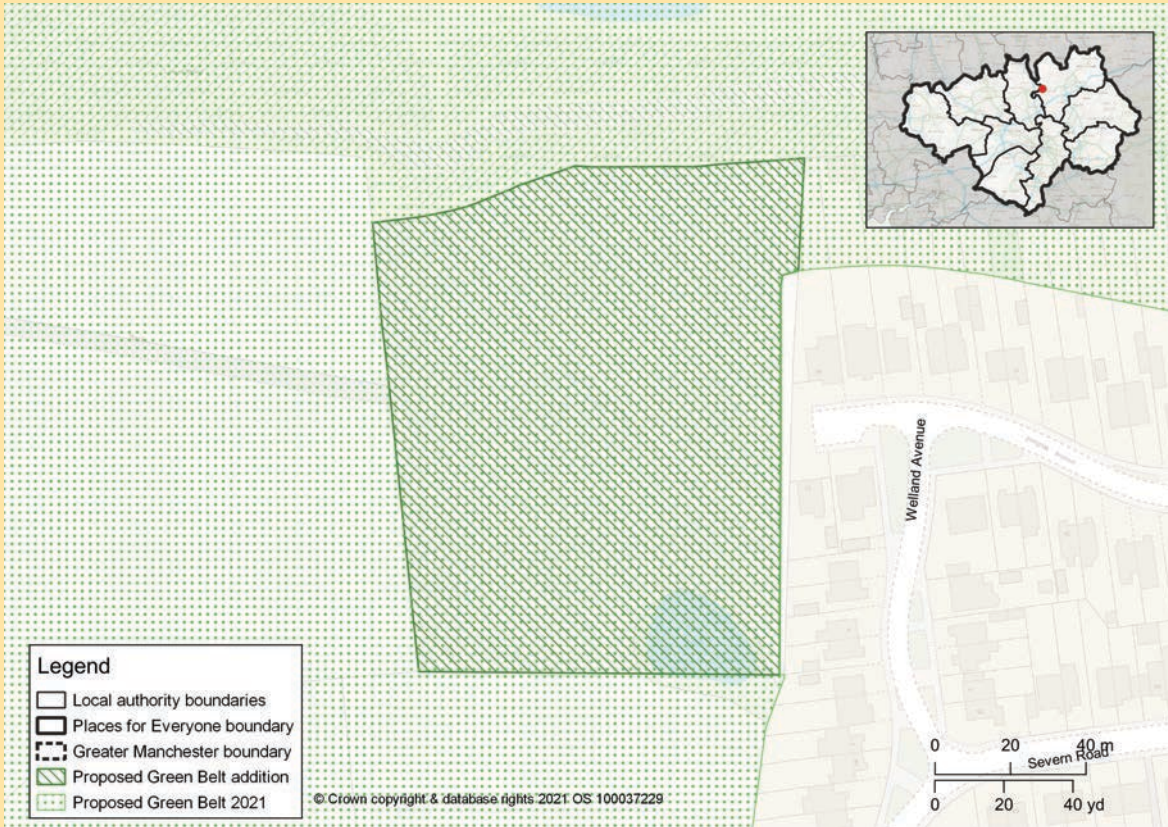 Welland Avenue
Severn Road
Legend
Local authority boundaries
Places for Everyone boundary
Greater Manchester boundary
Proposed Green Belt addition
Proposed Green Belt 2021
© Crown copyright & database rights 2021 OS 100037229
0 20 40 m
0 20 40 yd